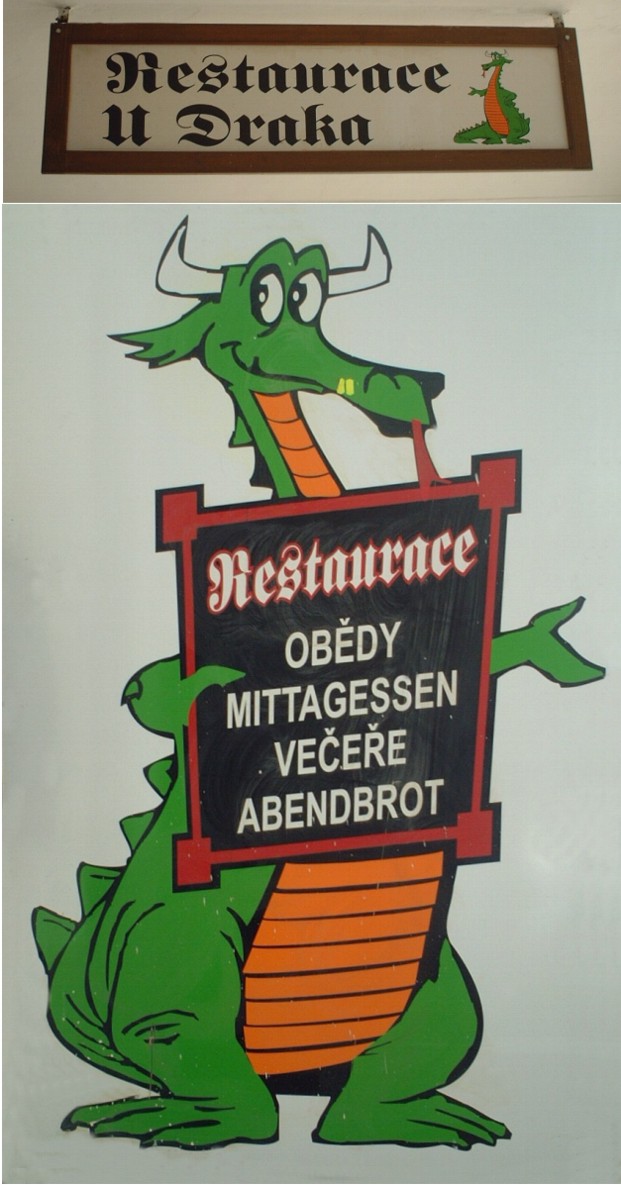 Restaurace
U Draka
Restaurace
OBĚDY
MITTAGESSEN
VEČEŘE
ABENDBROT